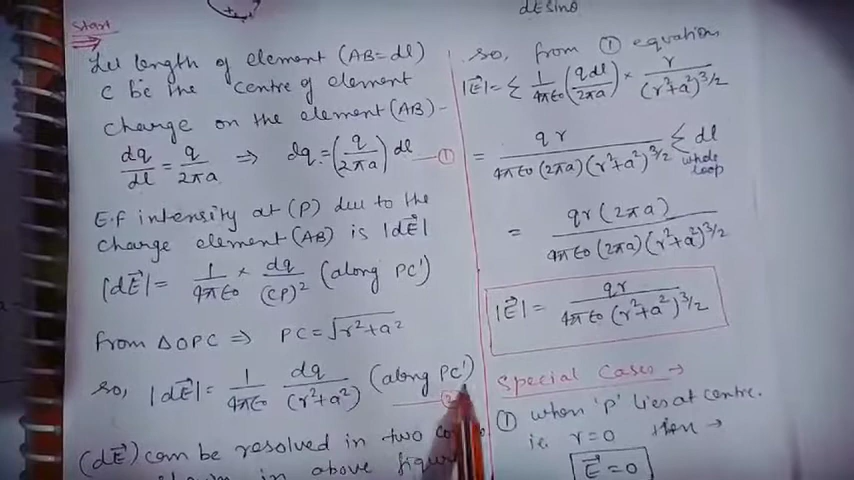 dE sinθ
Start
Let length of element (AB=dl)
C be the centre of element
Charge on the element (AB) -
dq/dl = q/2πa ⇒ dq = (q/2πa) dl — ①
E.f intensity at (P) due to the
Charge element (AB) is |dE⃗|
|dE⃗| = 1/4πε0 × dq/(CP)² (along PC')
from ΔOPC ⇒ PC = √r²+a²
so, |dE⃗| = 1/4πε0 dq/(r²+a²) (along PC')
(dE⃗) can be resolved in two
in above figure
so, from ① equation
|E⃗| = Σ 1/4πε0 (qdl/2πa) × r/(r²+a²)^3/2
= qr/4πε0 (2πa) (r²+a²)^3/2 Σ dl
whole
loop
= qr (2πa)/4πε0 (2πa) (r²+a²)^3/2
|E⃗| = qr/4πε0 (r²+a²)^3/2
Special Cases →
① when 'P' lies at centre.
ie. r=0 then →
E⃗ = 0